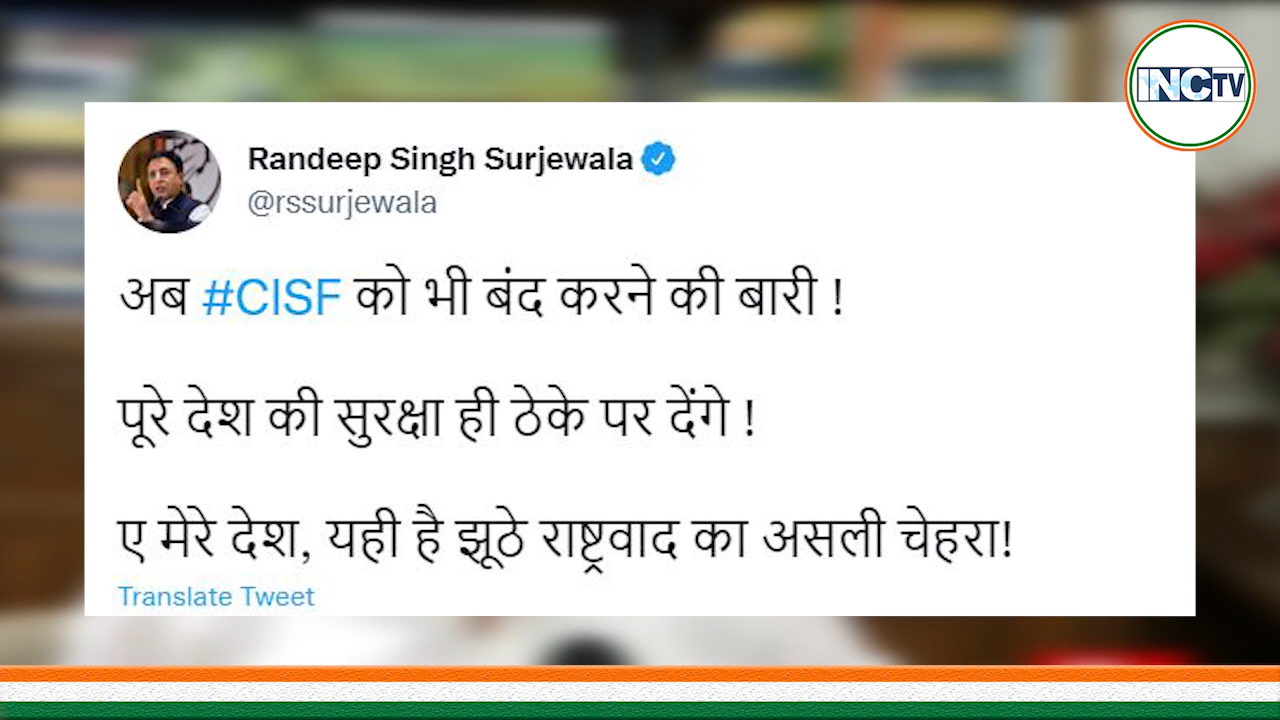 INCTV
Randeep Singh Surjewala
@rssurjewala
अब #CISF को भी बंद करने की बारी !
पूरे देश की सुरक्षा ही ठेके पर देंगे !
ए मेरे देश, यही है झूठे राष्ट्रवाद का असली चेहरा!
Translate Tweet